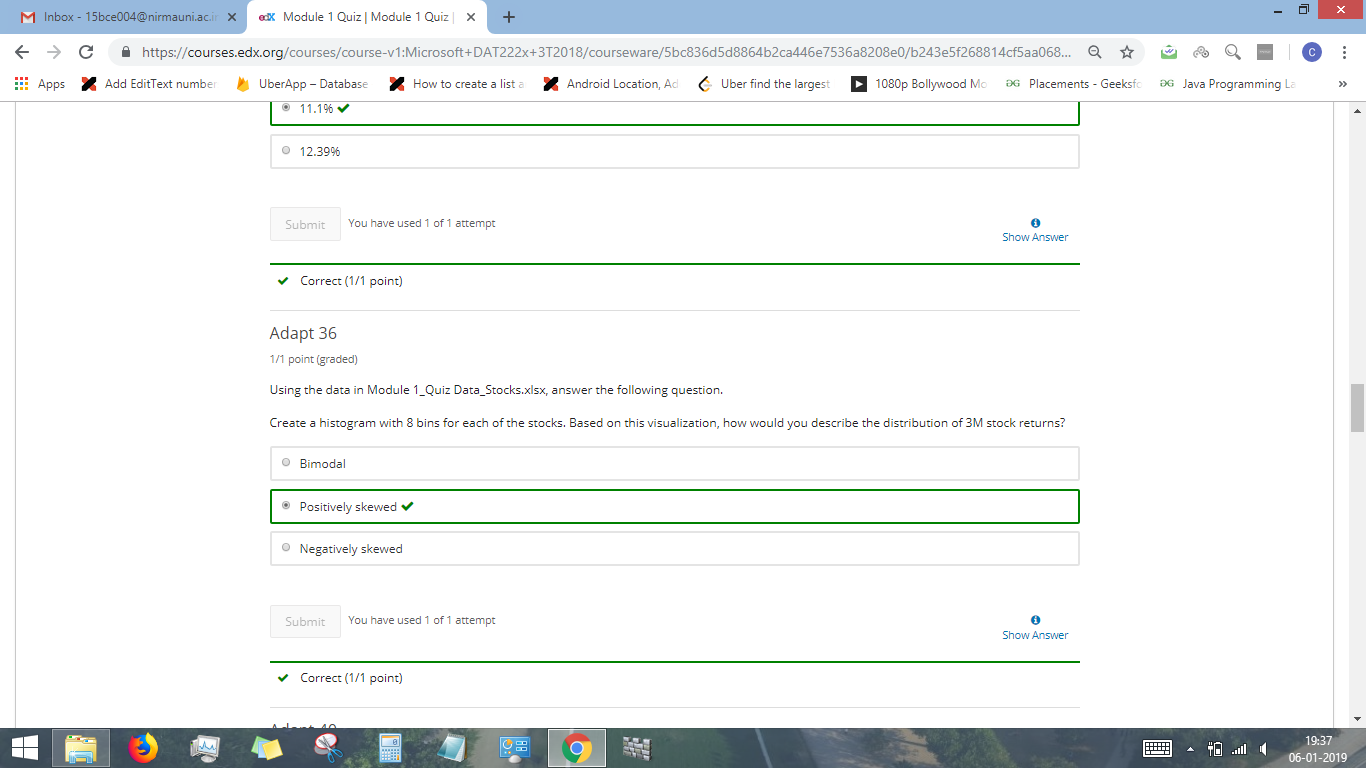 Inbox - 15bce004@nirmauni.ac.i
edX Module 1 Quiz | Module 1 Quiz |
https://courses.edx.org/courses/course-v1:Microsoft+DAT222x+3T2018/courseware/5bc836d5d8864b2ca446e7536a8208e0/b243e5f268814cf5aa068...
C
Apps Add EditText number UberApp – Database How to create a list a Android Location, Ad Uber find the largest 1080p Bollywood Mo Placements - Geeksfo Java Programming La »
11.1%
12.39%
Submit You have used 1 of 1 attempt
Show Answer
Correct (1/1 point)
Adapt 36
1/1 point (graded)
Using the data in Module 1_Quiz Data_Stocks.xlsx, answer the following question.
Create a histogram with 8 bins for each of the stocks. Based on this visualization, how would you describe the distribution of 3M stock returns?
Bimodal
Positively skewed
Negatively skewed
Submit You have used 1 of 1 attempt
Show Answer
Correct (1/1 point)
19:37
06-01-2019